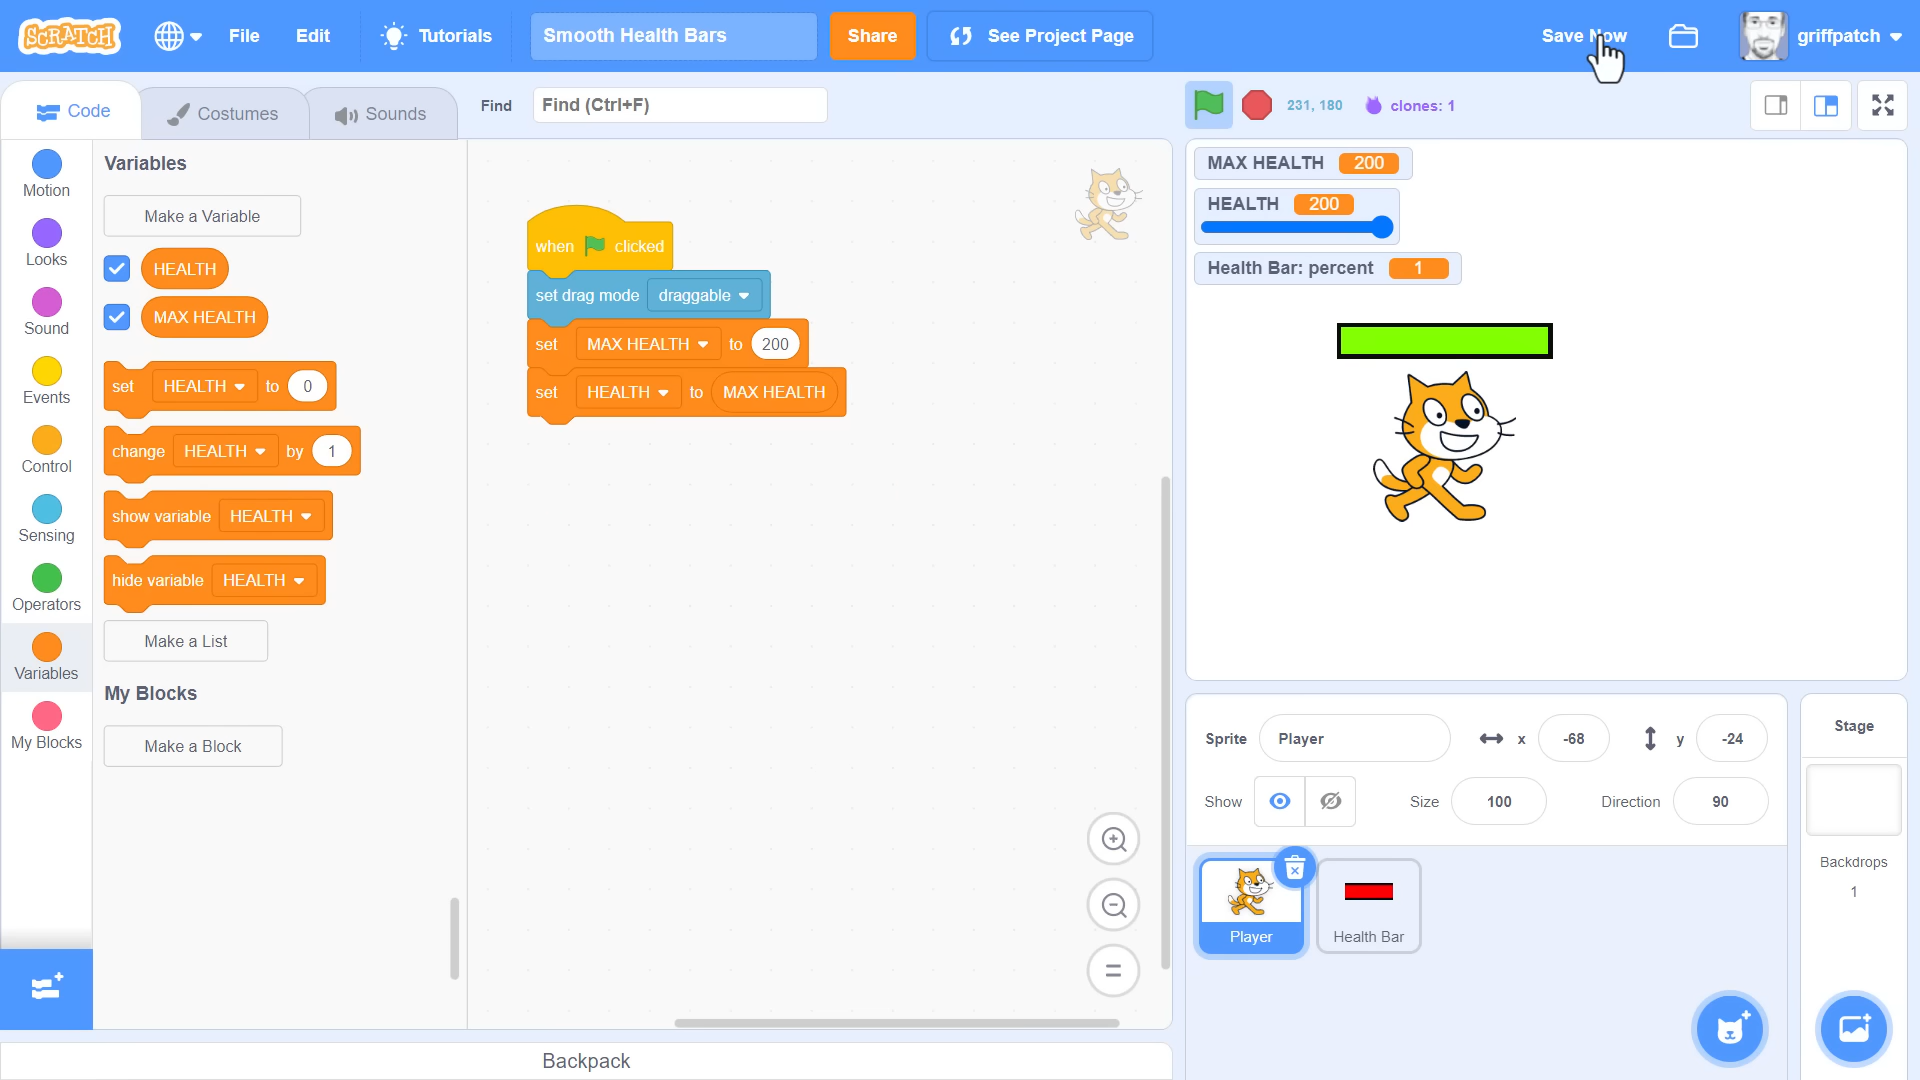 SCRATCH File Edit Tutorials Smooth Health Bars Share See Project Page Save Now griffpatch
Code Costumes Sounds Find Find (Ctrl+F) 231, 180 clones: 1
Motion
Looks
Sound
Events
Control
Sensing
Operators
Variables
My Blocks
Variables
Make a Variable
HEALTH
MAX HEALTH
set HEALTH to 0
change HEALTH by 1
show variable HEALTH
hide variable HEALTH
Make a List
My Blocks
Make a Block
when clicked
set drag mode draggable
set MAX HEALTH to 200
set HEALTH to MAX HEALTH
MAX HEALTH 200
HEALTH 200
Health Bar: percent 1
Sprite Player x -68 y -24
Show Size 100 Direction 90
Player
Health Bar
Stage
Backdrops
1
Backpack